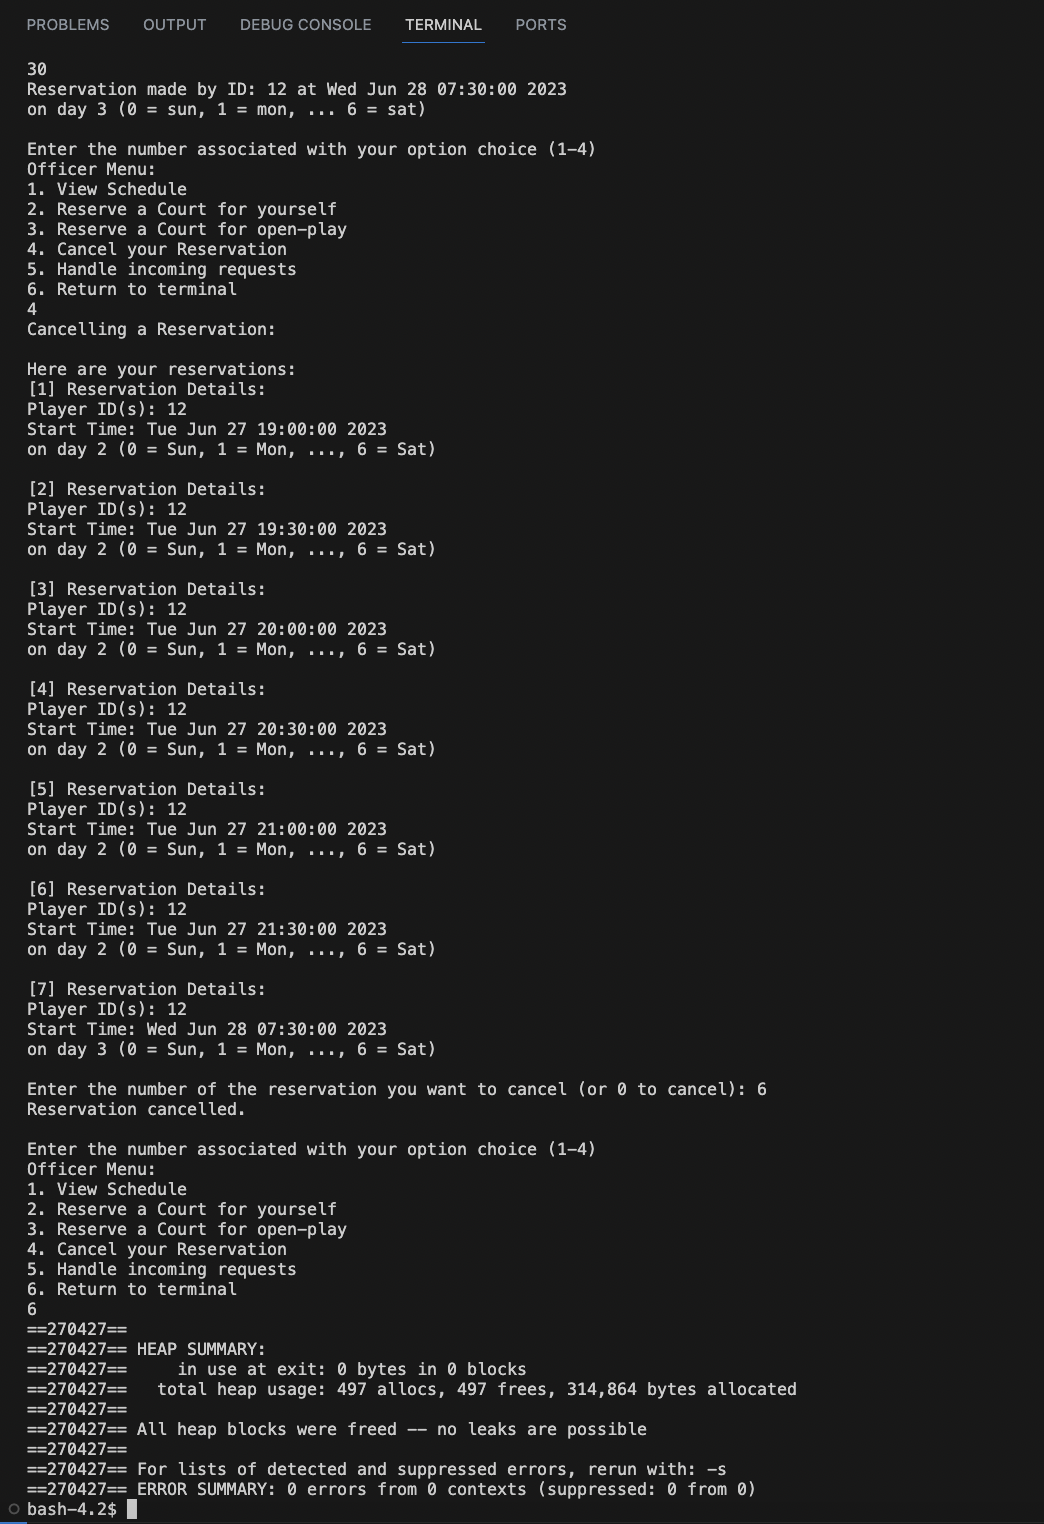 PROBLEMS OUTPUT DEBUG CONSOLE TERMINAL PORTS
30
Reservation made by ID: 12 at Wed Jun 28 07:30:00 2023
on day 3 (0 = sun, 1 = mon, ... 6 = sat)
Enter the number associated with your option choice (1-4)
Officer Menu:
1. View Schedule
2. Reserve a Court for yourself
3. Reserve a Court for open-play
4. Cancel your Reservation
5. Handle incoming requests
6. Return to terminal
4
Cancelling a Reservation:
Here are your reservations:
[1] Reservation Details:
Player ID(s): 12
Start Time: Tue Jun 27 19:00:00 2023
on day 2 (0 = Sun, 1 = Mon, ..., 6 = Sat)
[2] Reservation Details:
Player ID(s): 12
Start Time: Tue Jun 27 19:30:00 2023
on day 2 (0 = Sun, 1 = Mon, ..., 6 = Sat)
[3] Reservation Details:
Player ID(s): 12
Start Time: Tue Jun 27 20:00:00 2023
on day 2 (0 = Sun, 1 = Mon, ..., 6 = Sat)
[4] Reservation Details:
Player ID(s): 12
Start Time: Tue Jun 27 20:30:00 2023
on day 2 (0 = Sun, 1 = Mon, ..., 6 = Sat)
[5] Reservation Details:
Player ID(s): 12
Start Time: Tue Jun 27 21:00:00 2023
on day 2 (0 = Sun, 1 = Mon, ..., 6 = Sat)
[6] Reservation Details:
Player ID(s): 12
Start Time: Tue Jun 27 21:30:00 2023
on day 2 (0 = Sun, 1 = Mon, ..., 6 = Sat)
[7] Reservation Details:
Player ID(s): 12
Start Time: Wed Jun 28 07:30:00 2023
on day 3 (0 = Sun, 1 = Mon, ..., 6 = Sat)
Enter the number of the reservation you want to cancel (or 0 to cancel): 6
Reservation cancelled.
Enter the number associated with your option choice (1-4)
Officer Menu:
1. View Schedule
2. Reserve a Court for yourself
3. Reserve a Court for open-play
4. Cancel your Reservation
5. Handle incoming requests
6. Return to terminal
6
==270427==
==270427== HEAP SUMMARY:
==270427==     in use at exit: 0 bytes in 0 blocks
==270427==   total heap usage: 497 allocs, 497 frees, 314,864 bytes allocated
==270427==
==270427== All heap blocks were freed -- no leaks are possible
==270427==
==270427== For lists of detected and suppressed errors, rerun with: -s
==270427== ERROR SUMMARY: 0 errors from 0 contexts (suppressed: 0 from 0)
bash-4.2$